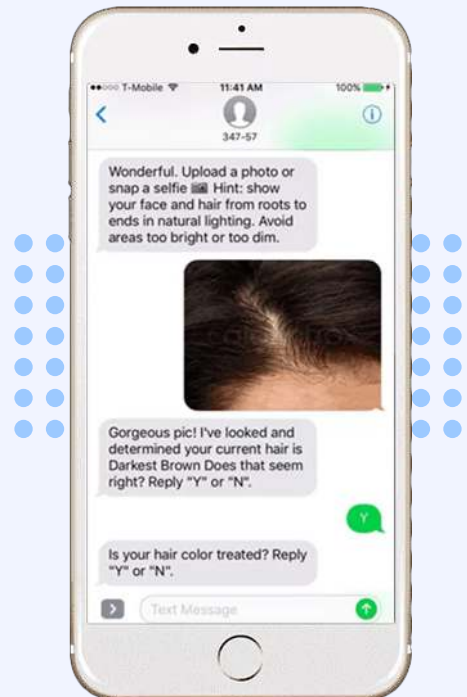 T-Mobile
11:41 AM
100%
347-57
Wonderful. Upload a photo or
snap a selfie 📷 Hint: show
your face and hair from roots to
ends in natural lighting. Avoid
areas too bright or too dim.
Gorgeous pic! I've looked and
determined your current hair is
Darkest Brown Does that seem
right? Reply "Y" or "N".
Y
Is your hair color treated? Reply
"Y" or "N".
Text Message